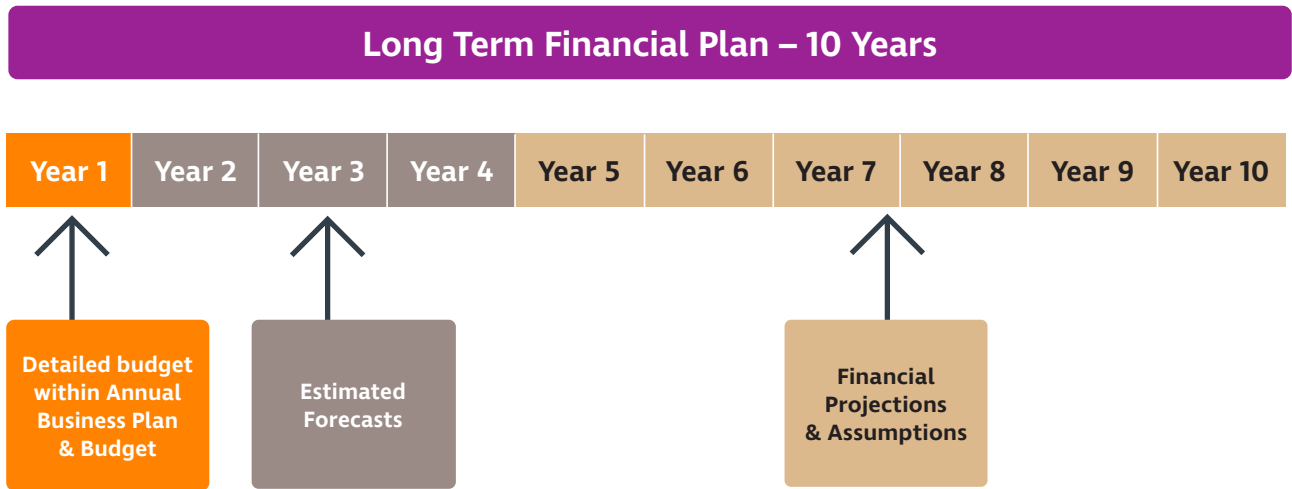 Long Term Financial Plan – 10 Years
Year 1 Year 2 Year 3 Year 4 Year 5 Year 6 Year 7 Year 8 Year 9 Year 10
Detailed budget
within Annual
Business Plan
& Budget
Estimated
Forecasts
Financial
Projections
& Assumptions